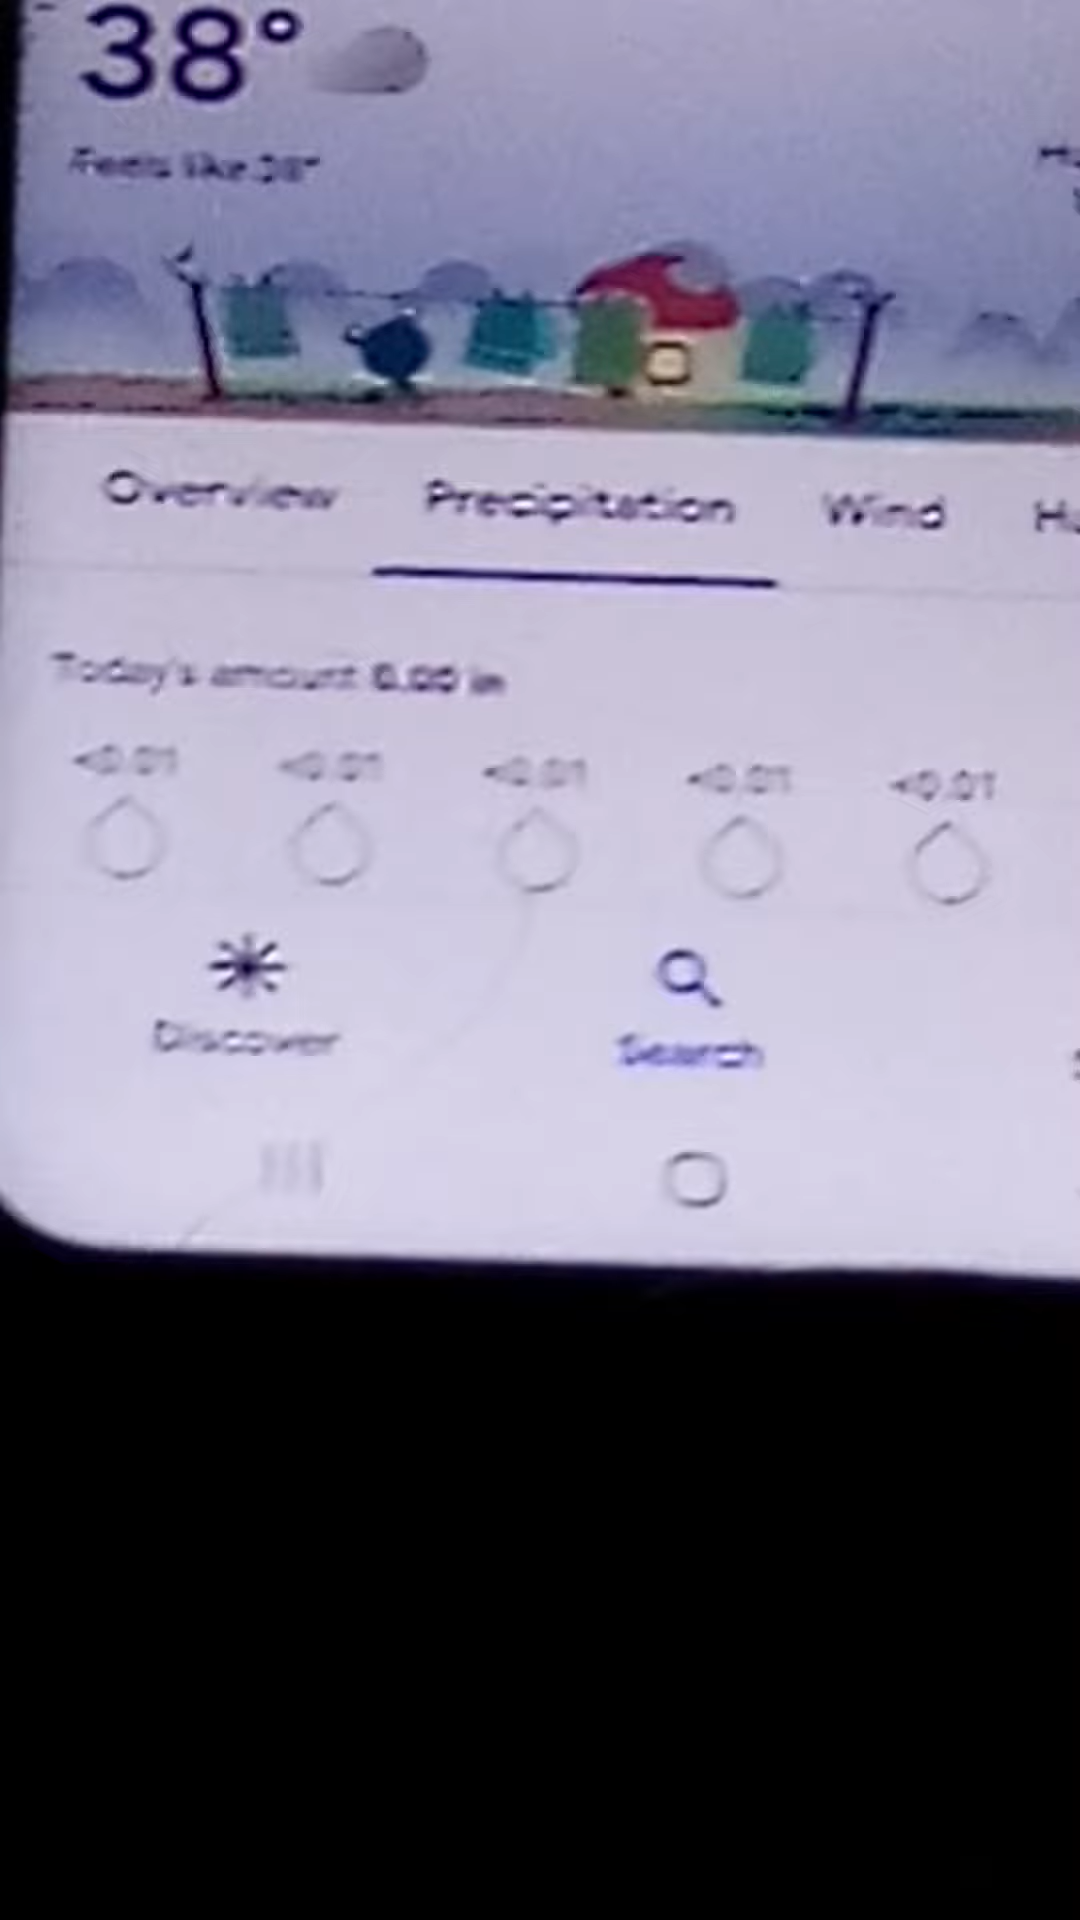 38°
Feels like 38°
Overview Precipitation Wind
Today's amount 0.00 in
<0.01 <0.01 <0.01 <0.01 <0.01
Discover Search